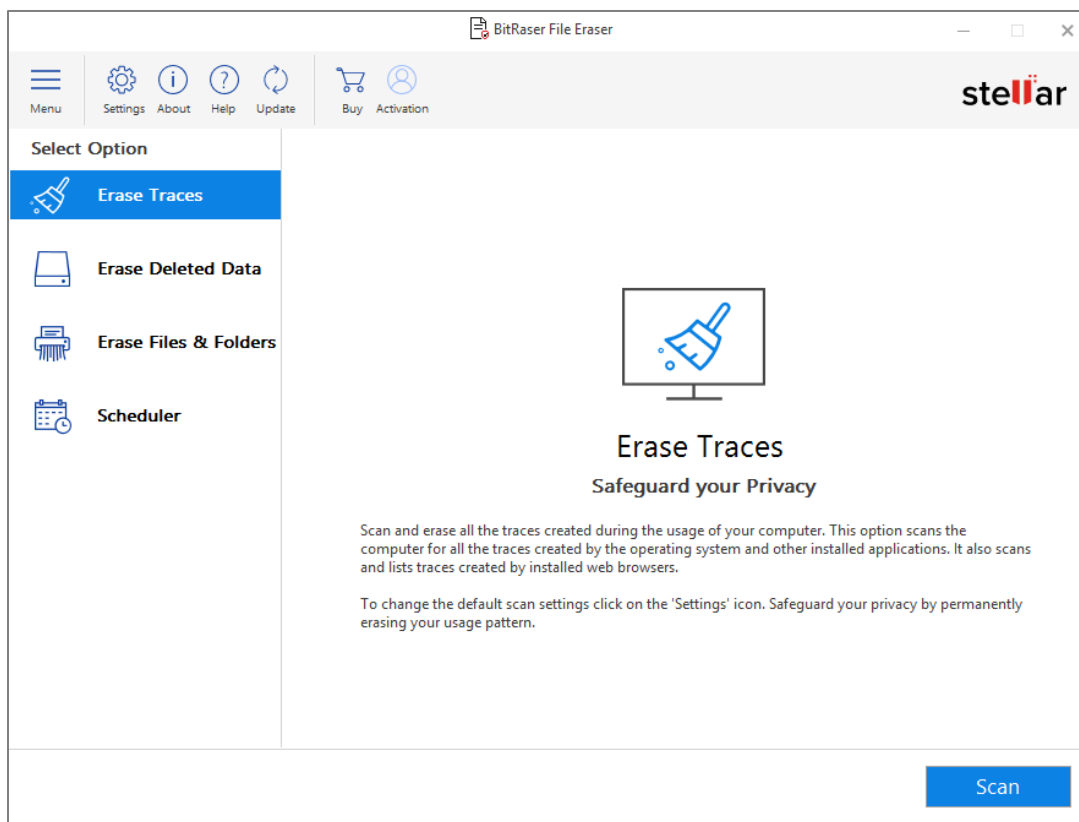 BitRaser File Eraser
Menu
Settings
About
Help
Update
Buy
Activation
stellar
Select Option
Erase Traces
Erase Deleted Data
Erase Files & Folders
Scheduler
Erase Traces
Safeguard your Privacy
Scan and erase all the traces created during the usage of your computer. This option scans the
computer for all the traces created by the operating system and other installed applications. It also scans
and lists traces created by installed web browsers.
To change the default scan settings click on the 'Settings' icon. Safeguard your privacy by permanently
erasing your usage pattern.
Scan